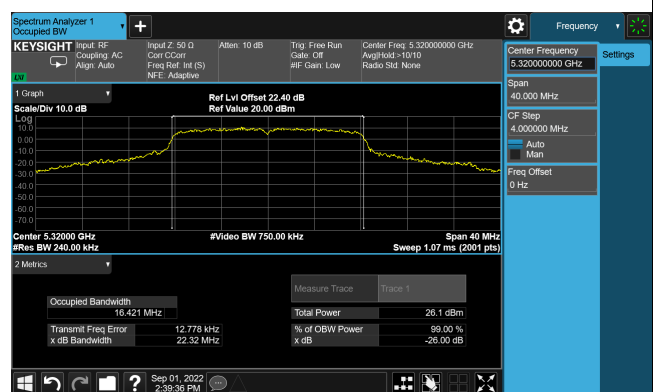 Spectrum Analyzer 1
Occupied BW
Frequency
KEYSIGHT Input: RF Input Z: 50 Ω Atten: 10 dB Trig: Free Run Center Freq: 5.320000000 GHz
Coupling: AC Corr CCorr Gate: Off Avg|Hold:>10/10
Align: Auto Freq Ref: Int (S) #IF Gain: Low Radio Std: None
NFE: Adaptive
LXI
Center Frequency
5.320000000 GHz
Settings
Span
40.000 MHz
CF Step
4.000000 MHz
Auto
Man
Freq Offset
0 Hz
1 Graph
Ref Lvl Offset 22.40 dB
Scale/Div 10.0 dB Ref Value 20.00 dBm
Log
10.0
0.00
-10.0
-20.0
-30.0
-40.0
-50.0
-60.0
-70.0
Center 5.32000 GHz #Video BW 750.00 kHz Span 40 MHz
#Res BW 240.00 kHz Sweep 1.07 ms (2001 pts)
2 Metrics
Measure Trace Trace 1
Occupied Bandwidth
16.421 MHz Total Power 26.1 dBm
Transmit Freq Error 12.778 kHz % of OBW Power 99.00 %
x dB Bandwidth 22.32 MHz x dB -26.00 dB
Sep 01, 2022
2:39:36 PM